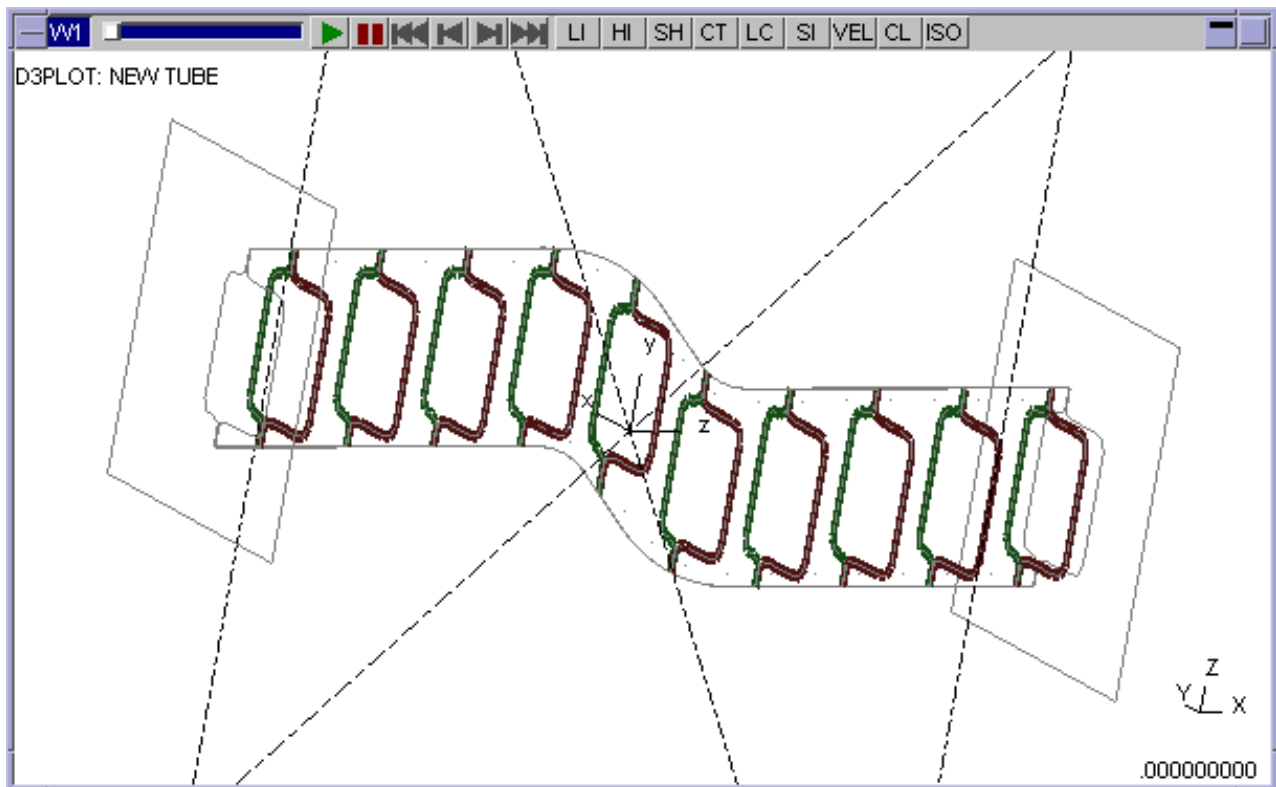 W1 LI HI SH CT LC SI VEL CL ISO
D3PLOT: NEW TUBE
y
x
z
Z
Y
X
.000000000